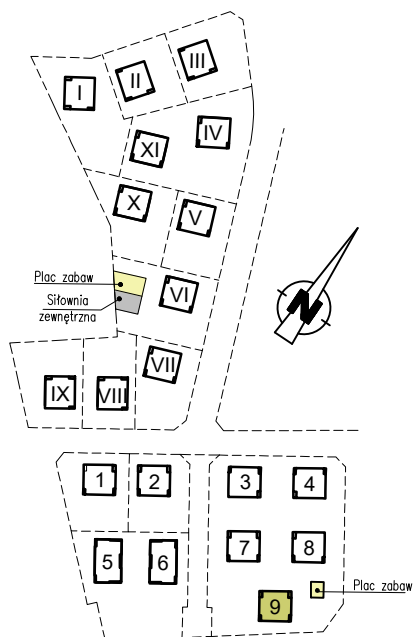 I
II
III
XI
IV
X
V
Plac zabaw
Siłownia
zewnętrzna
VI
VII
IX
VIII
N
1
2
3
4
5
6
7
8
9
Plac zabaw